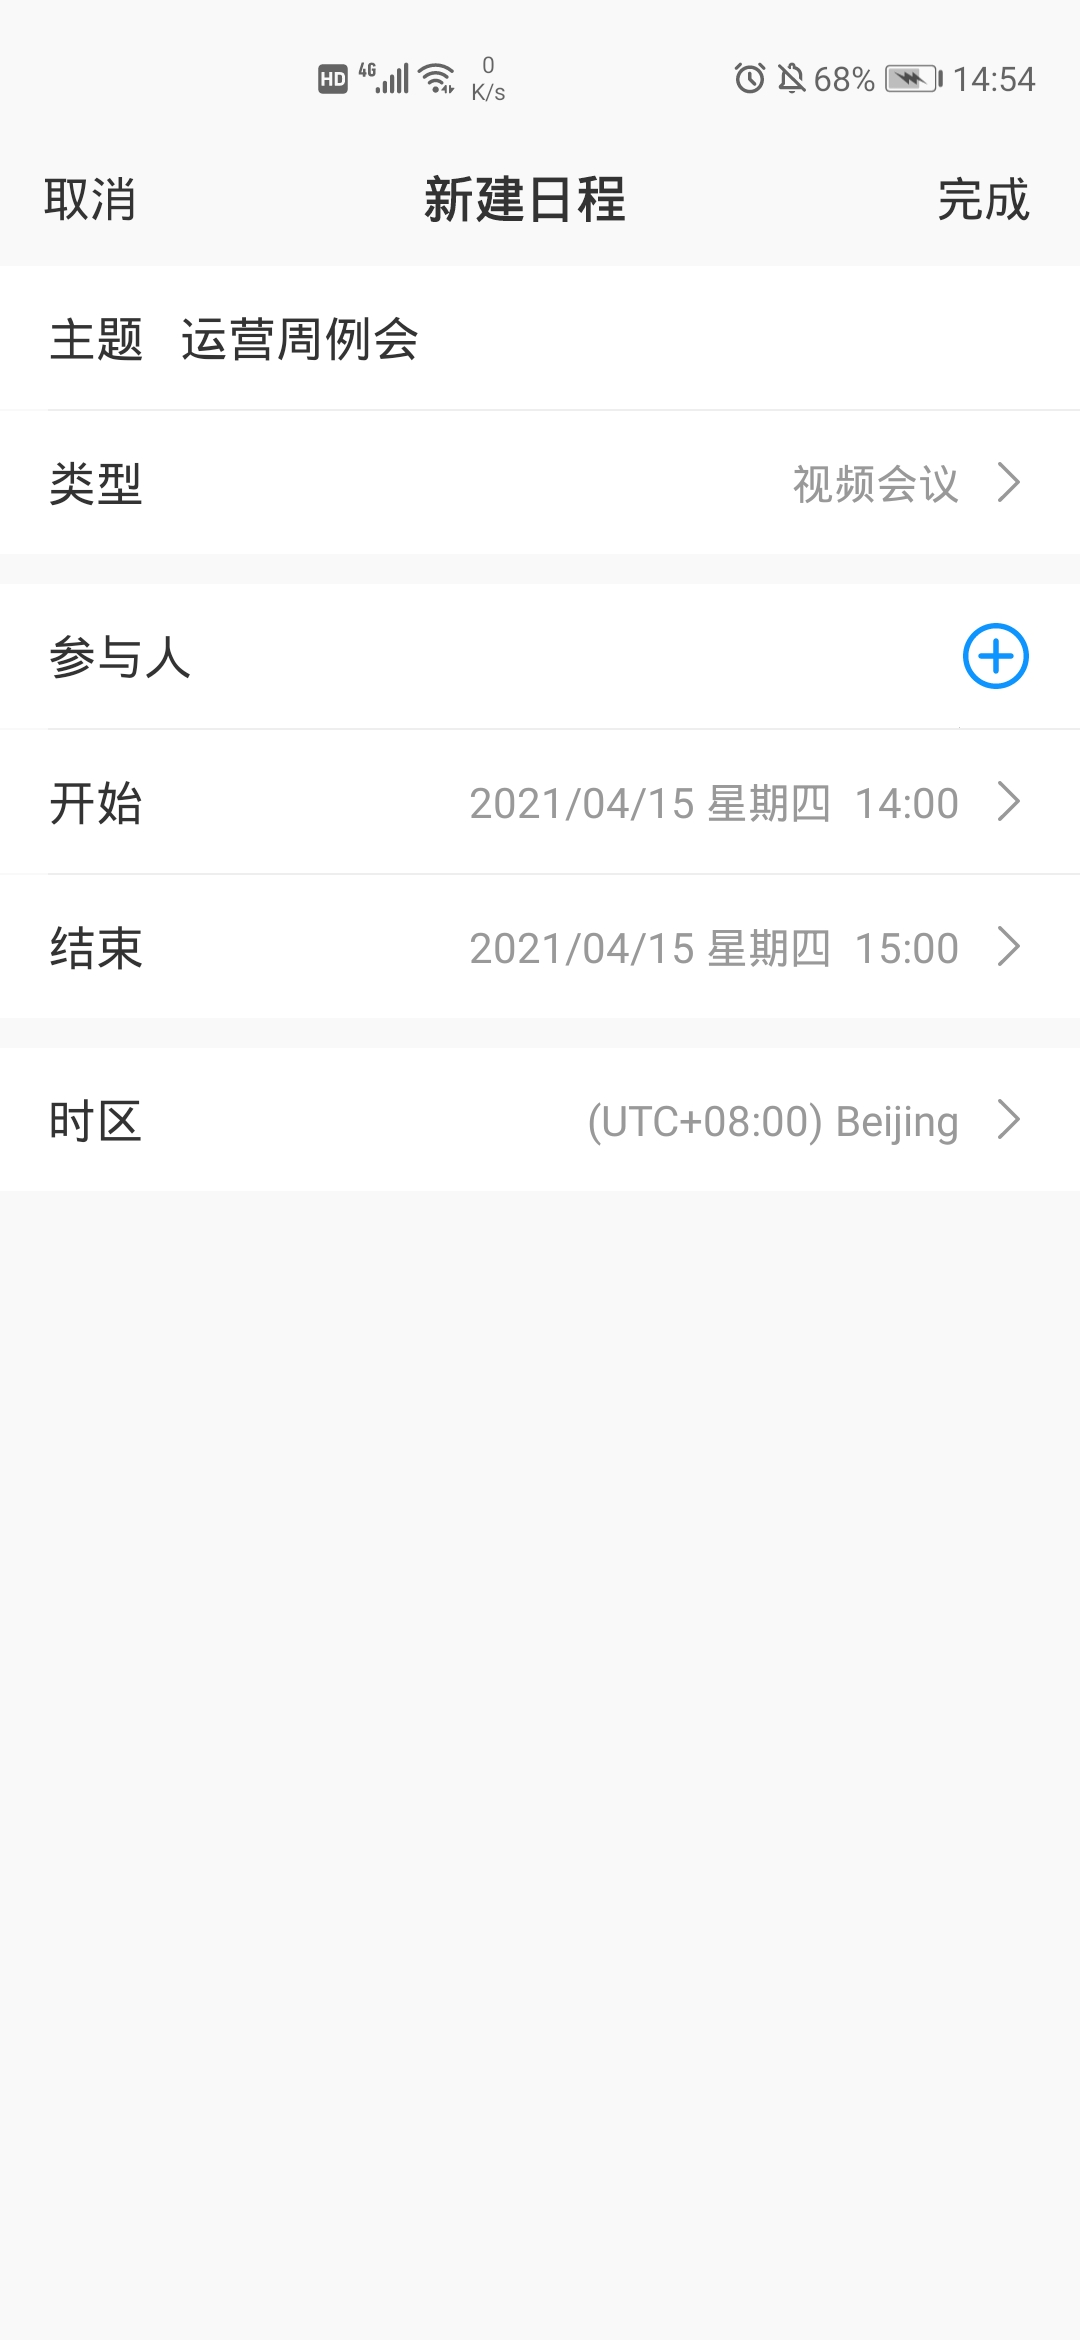 HD 4G 0 K/s 68% 14:54
取消 新建日程 完成
主题 运营周例会
类型 视频会议
参与人
开始 2021/04/15 星期四 14:00
结束 2021/04/15 星期四 15:00
时区 (UTC+08:00) Beijing